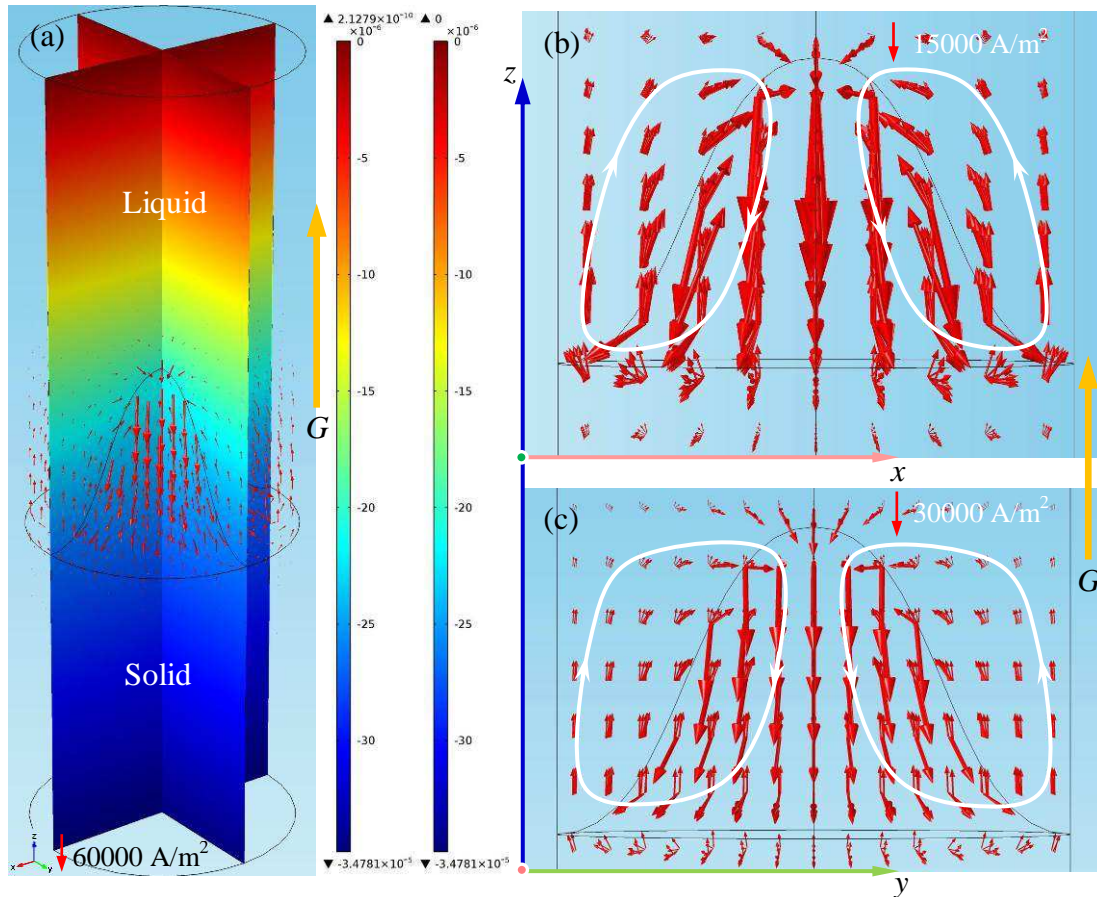 (a)
Liquid
Solid
G
60000 A/m²
z
x
y
▲ 2.1279×10⁻¹⁰
×10⁻⁶
0
-5
-10
-15
-20
-25
-30
▼ -3.4781×10⁻⁵
▲ 0
×10⁻⁶
0
-5
-10
-15
-20
-25
-30
▼ -3.4781×10⁻⁵
(b)
15000 A/m²
z
x
(c)
30000 A/m²
G
y